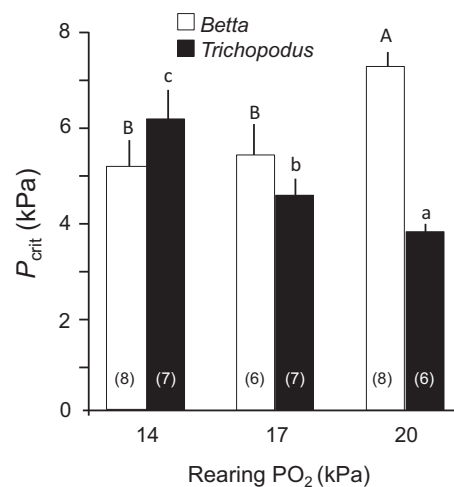 Betta
Trichopodus
8
6
4
2
0
P crit (kPa)
B
c
B
b
A
a
(8)
(7)
(6)
(7)
(8)
(6)
14
17
20
Rearing PO2 (kPa)